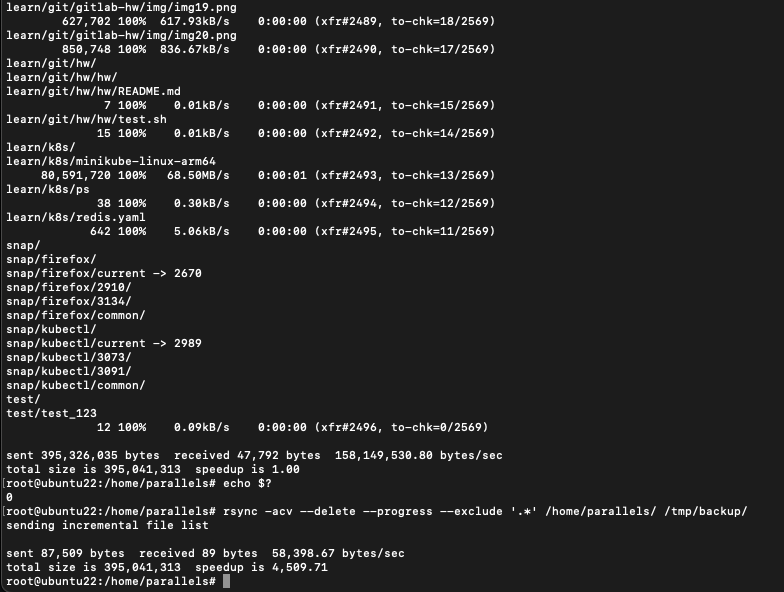 learn/git/gitlab-hw/img/img19.png
627,702 100%  617.93kB/s    0:00:00 (xfr#2489, to-chk=18/2569)
learn/git/gitlab-hw/img/img20.png
850,748 100%  836.67kB/s    0:00:00 (xfr#2490, to-chk=17/2569)
learn/git/hw/
learn/git/hw/hw/
learn/git/hw/hw/README.md
7 100%    0.01kB/s    0:00:00 (xfr#2491, to-chk=15/2569)
learn/git/hw/hw/test.sh
15 100%    0.01kB/s    0:00:00 (xfr#2492, to-chk=14/2569)
learn/k8s/
learn/k8s/minikube-linux-arm64
80,591,720 100%   68.50MB/s    0:00:01 (xfr#2493, to-chk=13/2569)
learn/k8s/ps
38 100%    0.30kB/s    0:00:00 (xfr#2494, to-chk=12/2569)
learn/k8s/redis.yaml
642 100%    5.06kB/s    0:00:00 (xfr#2495, to-chk=11/2569)
snap/
snap/firefox/
snap/firefox/current -> 2670
snap/firefox/2910/
snap/firefox/3134/
snap/firefox/common/
snap/kubectl/
snap/kubectl/current -> 2989
snap/kubectl/3073/
snap/kubectl/3091/
snap/kubectl/common/
test/
test/test_123
12 100%    0.09kB/s    0:00:00 (xfr#2496, to-chk=0/2569)
sent 395,326,035 bytes  received 47,792 bytes  158,149,530.80 bytes/sec
total size is 395,041,313  speedup is 1.00
[root@ubuntu22:/home/parallels# echo $?
0
[root@ubuntu22:/home/parallels# rsync -acv --delete --progress --exclude '.*' /home/parallels/ /tmp/backup/
sending incremental file list
sent 87,509 bytes  received 89 bytes  58,398.67 bytes/sec
total size is 395,041,313  speedup is 4,509.71
root@ubuntu22:/home/parallels#